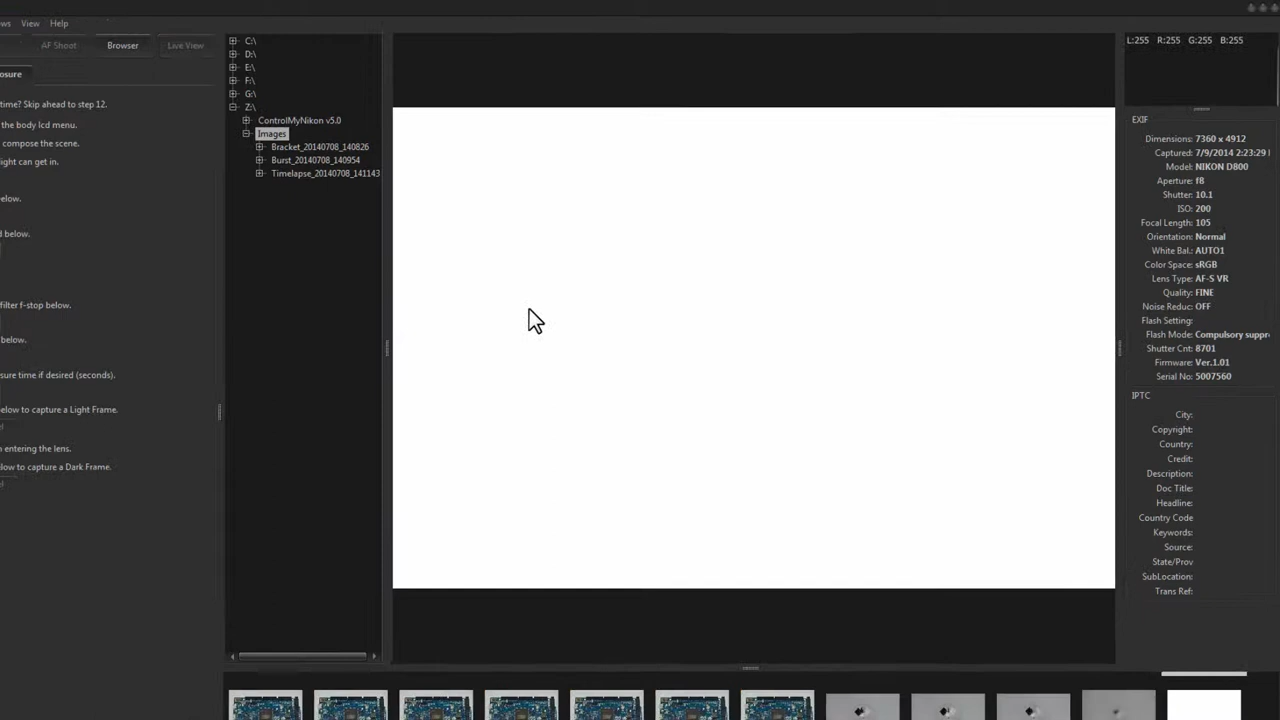 ws View Help
AF Shoot Browser Live View
osure
time? Skip ahead to step 12.
the body lcd menu.
compose the scene.
ight can get in.
elow.
d below.
filter f-stop below.
below.
sure time if desired (seconds).
elow to capture a Light Frame.
el
n entering the lens.
low to capture a Dark Frame.
el
C:\
D:\
E:\
F:\
G:\
Z:\
ControlMyNikon v5.0
Images
Bracket_20140708_140826
Burst_20140708_140954
Timelapse_20140708_141143
L:255 R:255 G:255 B:255
EXIF
Dimensions: 7360 x 4912
Captured: 7/9/2014 2:23:29
Model: NIKON D800
Aperture: f8
Shutter: 10.1
ISO: 200
Focal Length: 105
Orientation: Normal
White Bal.: AUTO1
Color Space: sRGB
Lens Type: AF-S VR
Quality: FINE
Noise Reduc: OFF
Flash Setting:
Flash Mode: Compulsory suppr
Shutter Cnt: 8701
Firmware: Ver.1.01
Serial No: 5007560
IPTC
City:
Copyright:
Country:
Credit:
Description:
Doc Title:
Headline:
Country Code
Keywords:
Source:
State/Prov
SubLocation:
Trans Ref: